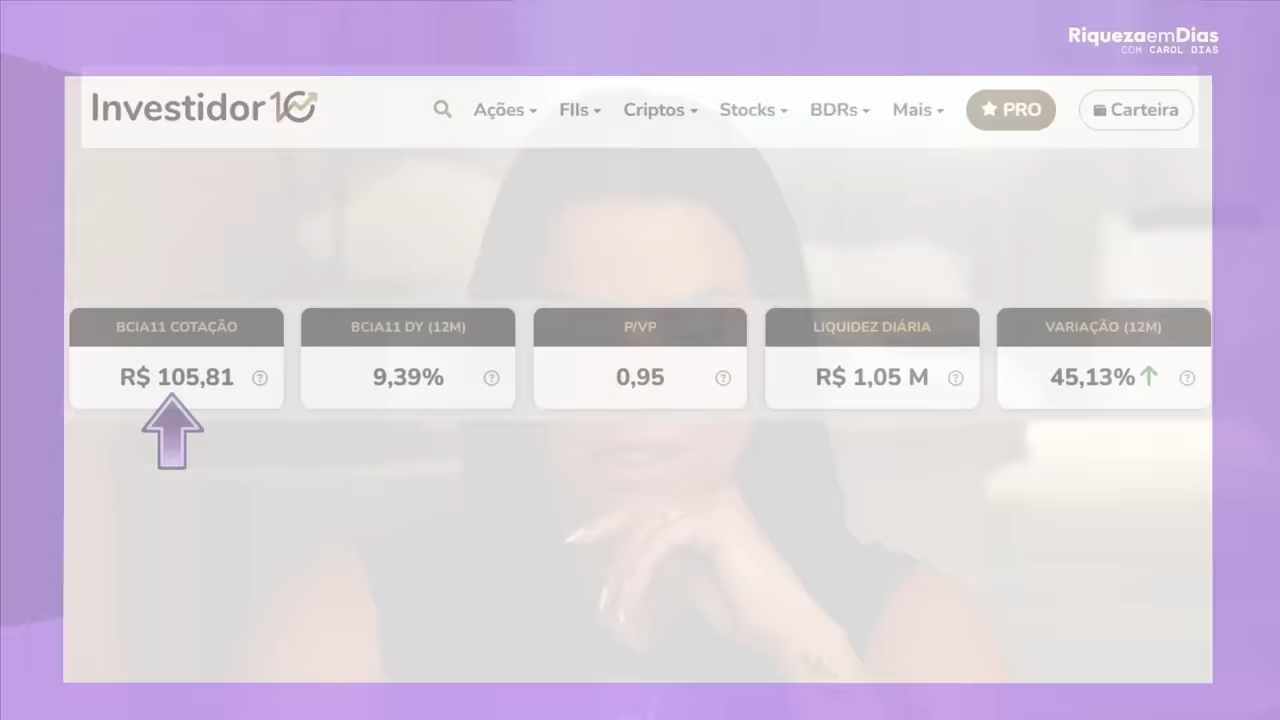 RiquezaemDias
COM CAROL DIAS
Investidor10
Ações
FIIs
Criptos
Stocks
BDRs
Mais
PRO
Carteira
BCIA11 COTAÇÃO
R$ 105,81
BCIA11 DY (12M)
9,39%
P/VP
0,95
LIQUIDEZ DIÁRIA
R$ 1,05 M
VARIAÇÃO (12M)
45,13%